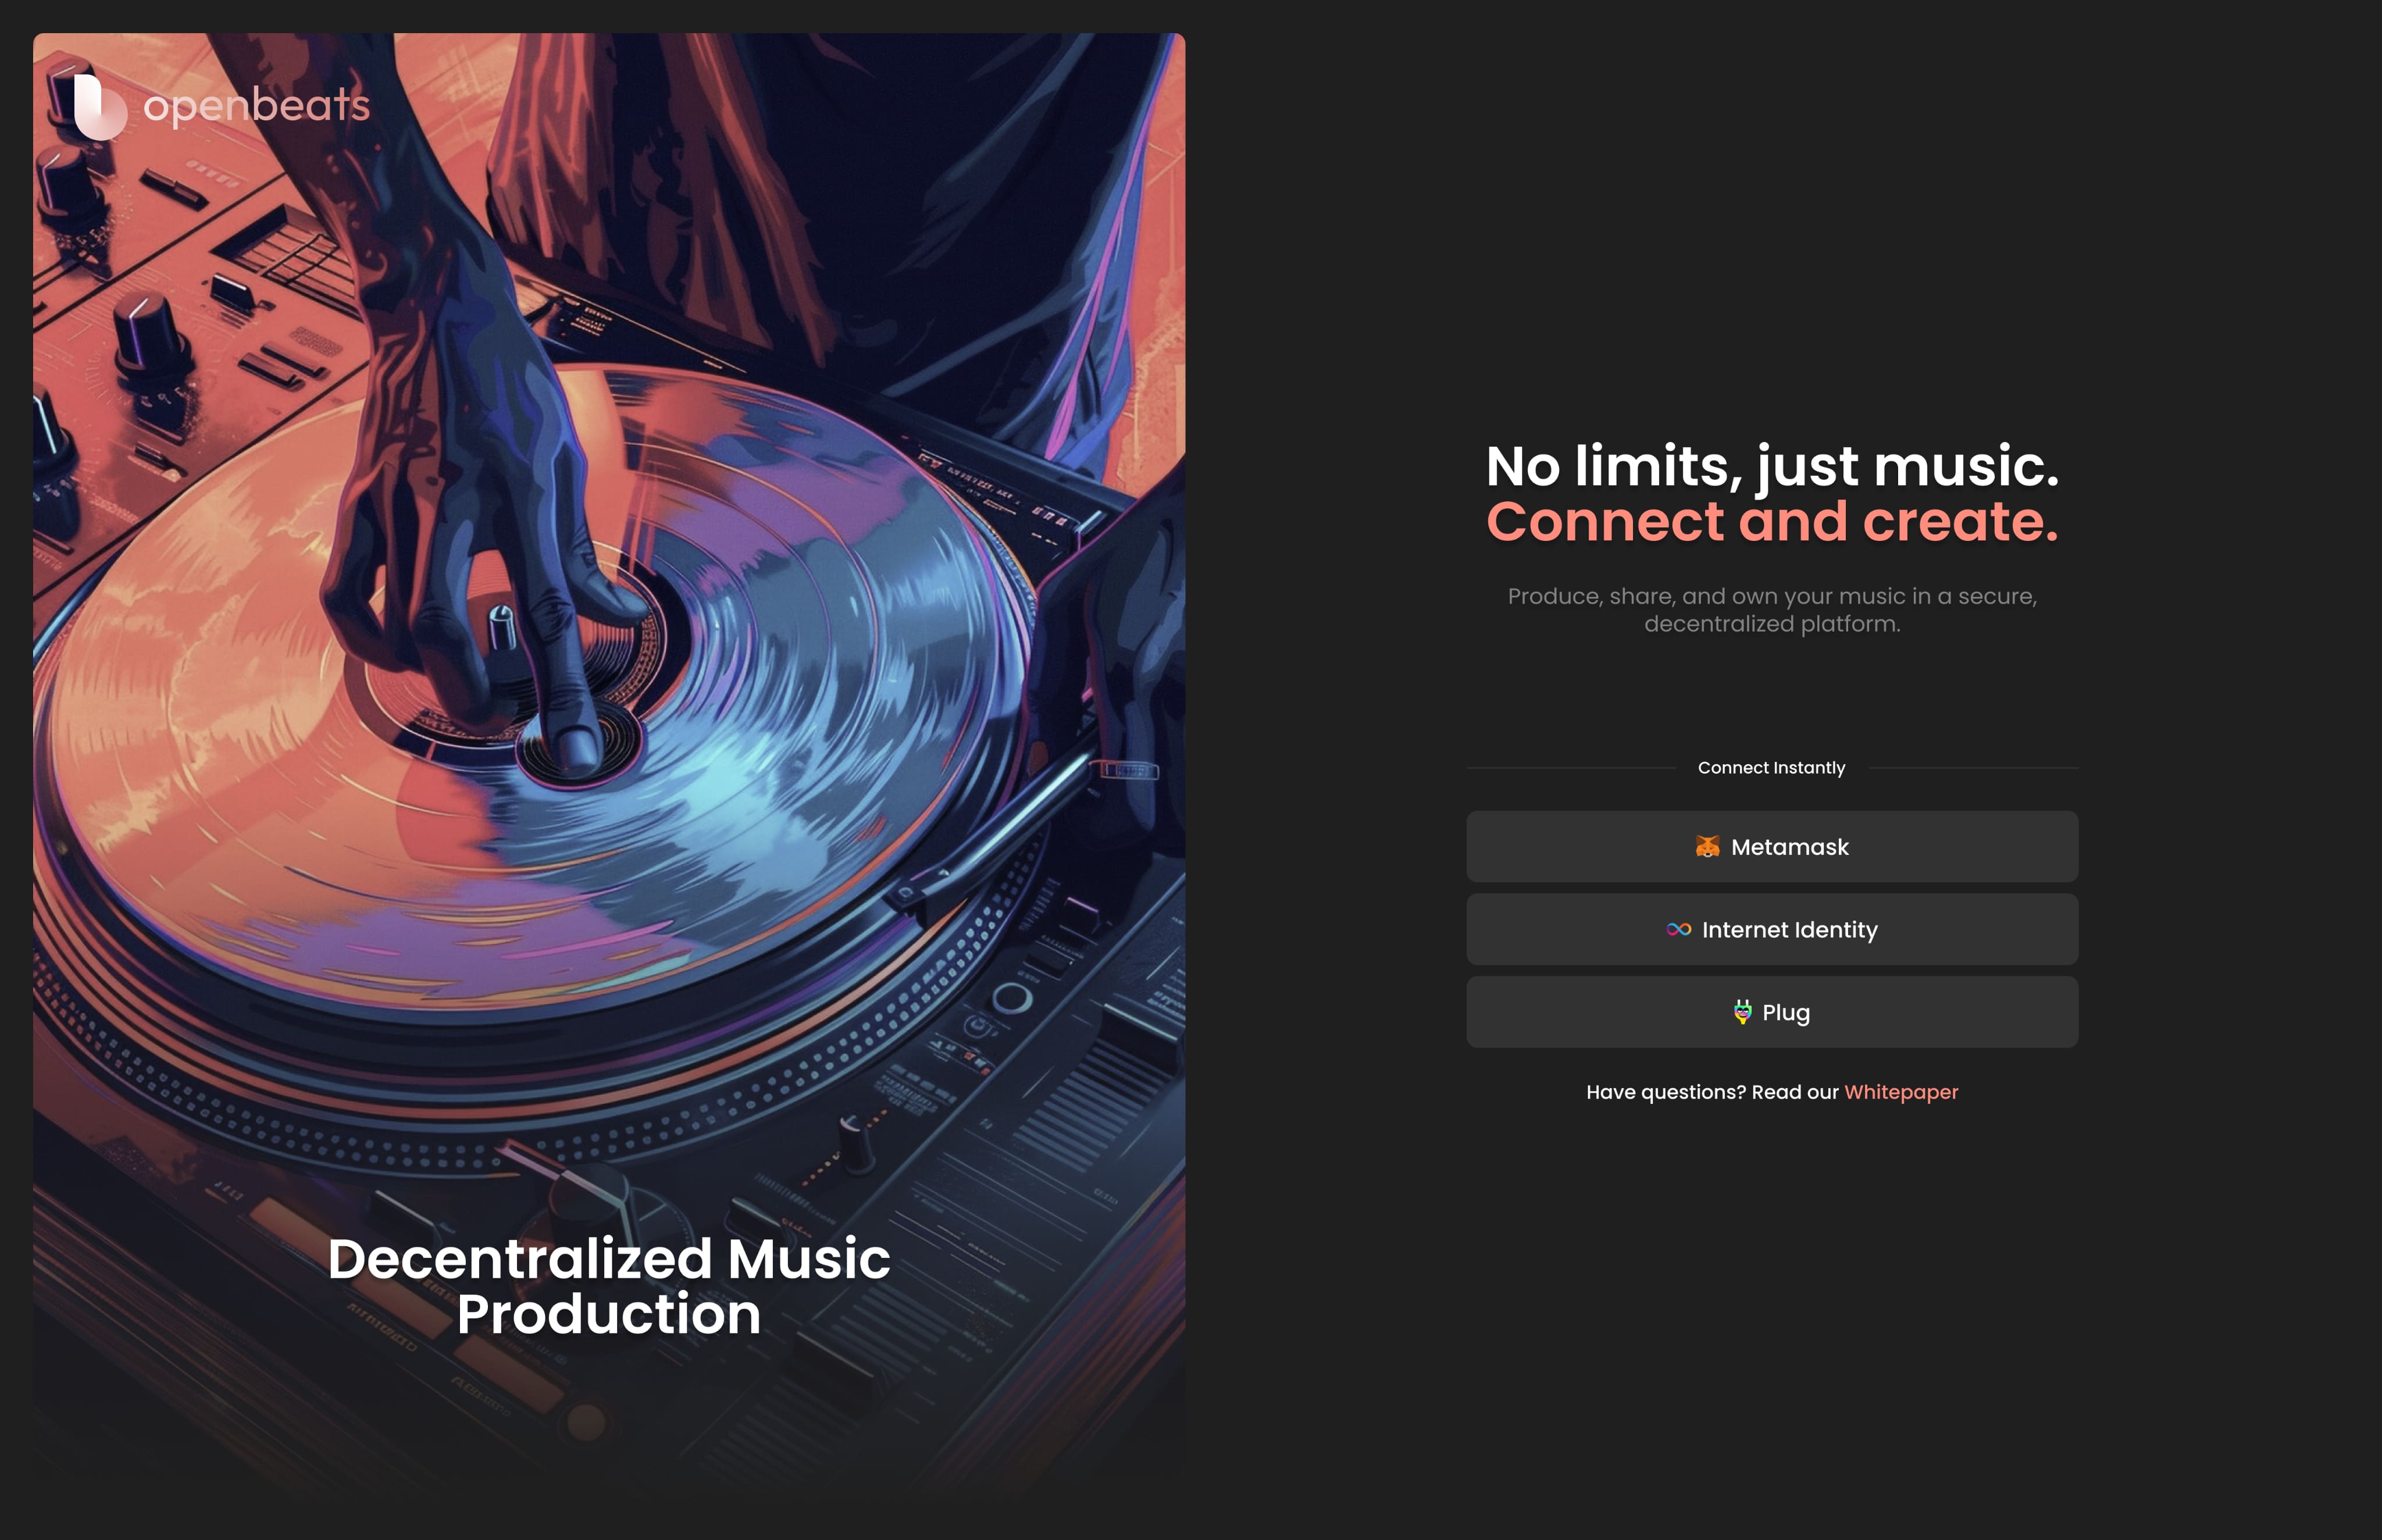 openbeats
Decentralized Music
Production
No limits, just music.
Connect and create.
Produce, share, and own your music in a secure,
decentralized platform.
Connect Instantly
Metamask
Internet Identity
Plug
Have questions? Read our Whitepaper